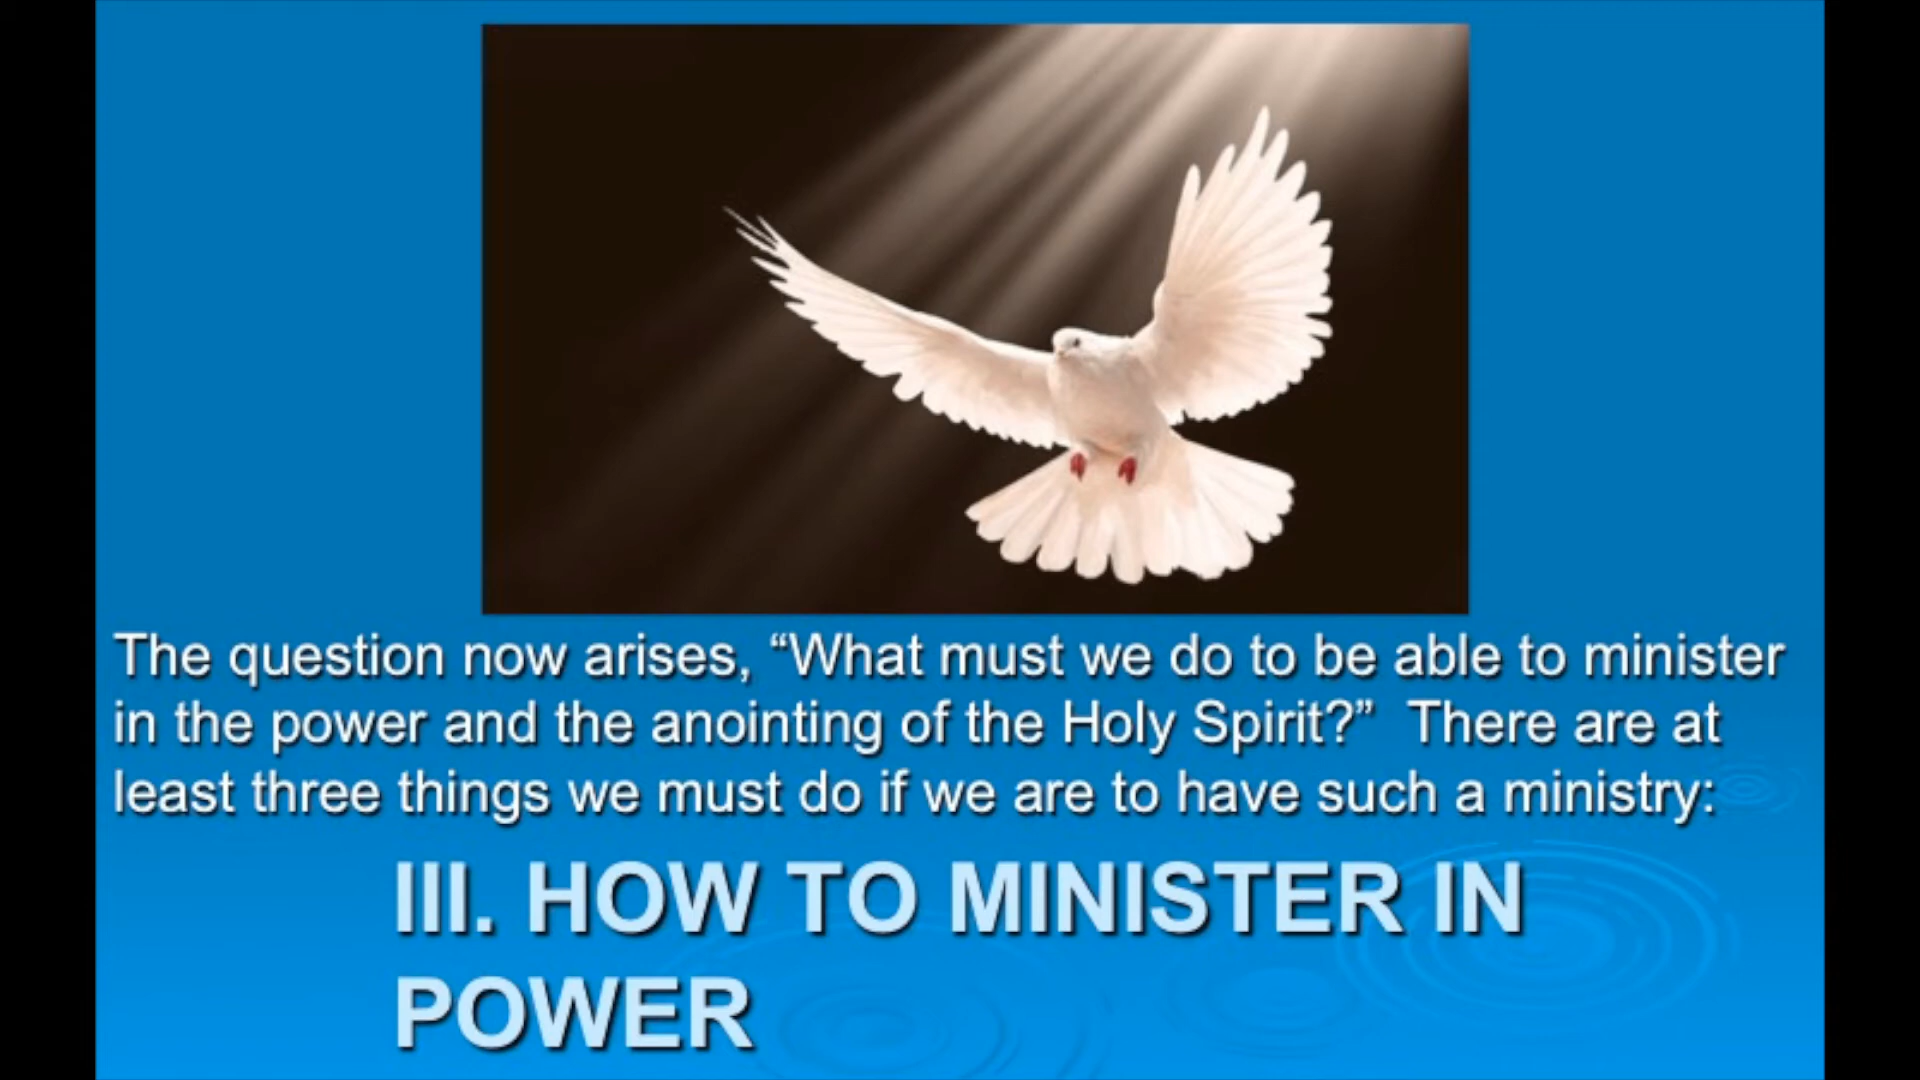 The question now arises, “What must we do to be able to minister
in the power and the anointing of the Holy Spirit?”  There are at
least three things we must do if we are to have such a ministry:
III. HOW TO MINISTER IN
POWER